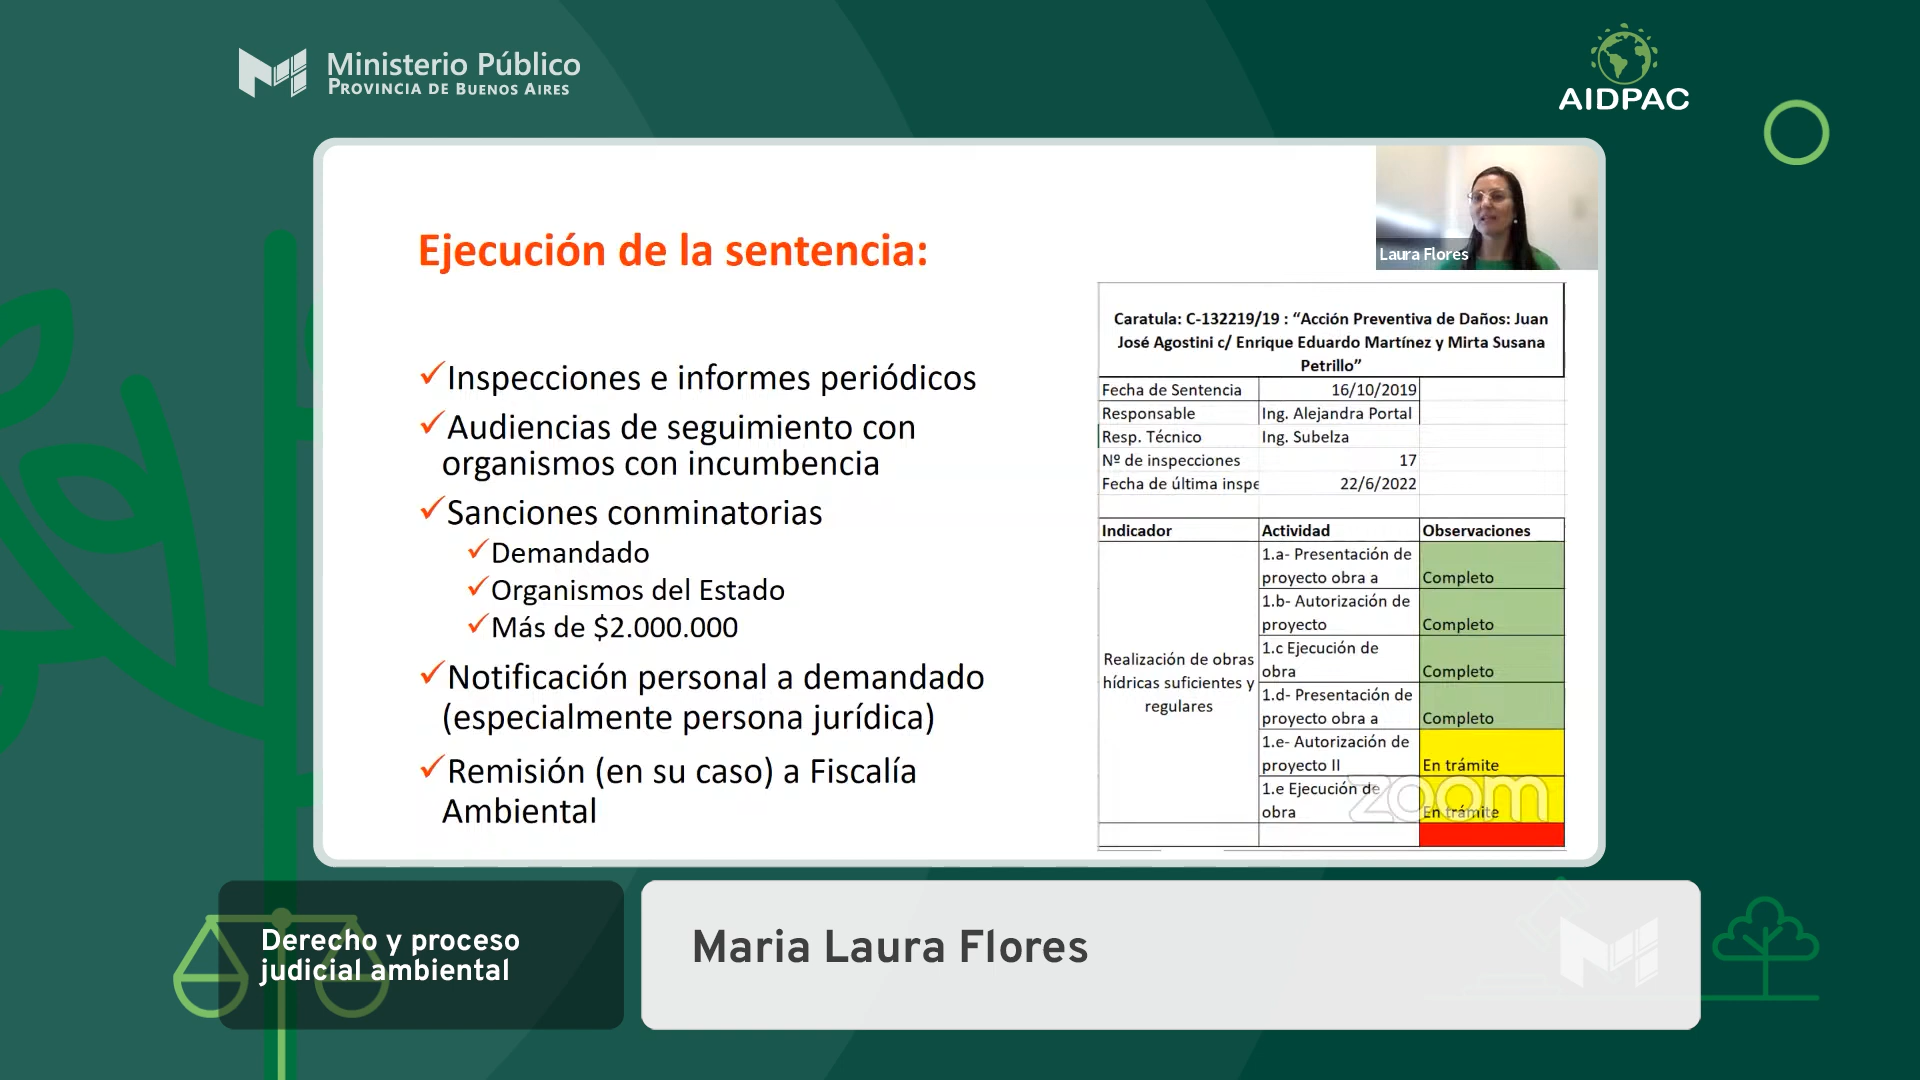 Ministerio Público
PROVINCIA DE BUENOS AIRES
AIDPAC
Laura Flores
Ejecución de la sentencia:
✓Inspecciones e informes periódicos
✓Audiencias de seguimiento con
organismos con incumbencia
✓Sanciones conminatorias
✓Demandado
✓Organismos del Estado
✓Más de $2.000.000
✓Notificación personal a demandado
(especialmente persona jurídica)
✓Remisión (en su caso) a Fiscalía
Ambiental
Caratula: C-132219/19 : “Acción Preventiva de Daños: Juan
José Agostini c/ Enrique Eduardo Martínez y Mirta Susana
Petrillo”
Fecha de Sentencia 16/10/2019
Responsable Ing. Alejandra Portal
Resp. Técnico Ing. Subelza
Nº de inspecciones 17
Fecha de última inspe 22/6/2022
Indicador Actividad Observaciones
Realización de obras
hídricas suficientes y
regulares
1.a- Presentación de
proyecto obra a Completo
1.b- Autorización de
proyecto Completo
1.c Ejecución de
obra Completo
1.d- Presentación de
proyecto obra a Completo
1.e- Autorización de
proyecto II En trámite
1.e Ejecución de
obra En trámite
zoom
Derecho y proceso
judicial ambiental
Maria Laura Flores